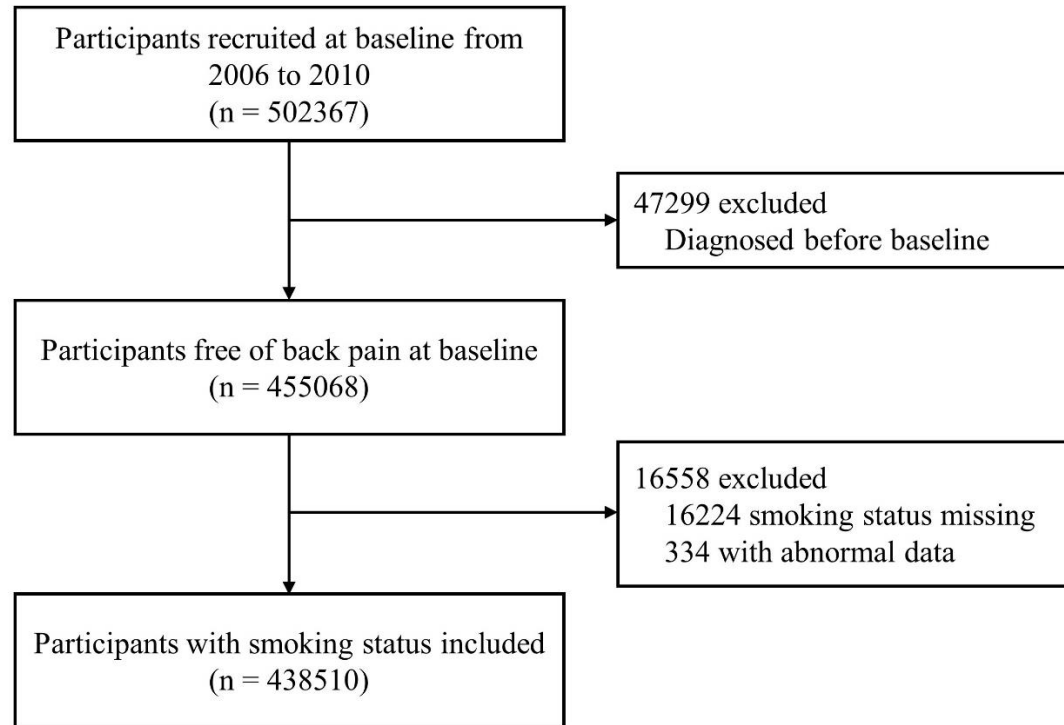 Participants recruited at baseline from
2006 to 2010
(n = 502367)
47299 excluded
Diagnosed before baseline
Participants free of back pain at baseline
(n = 455068)
16558 excluded
16224 smoking status missing
334 with abnormal data
Participants with smoking status included
(n = 438510)